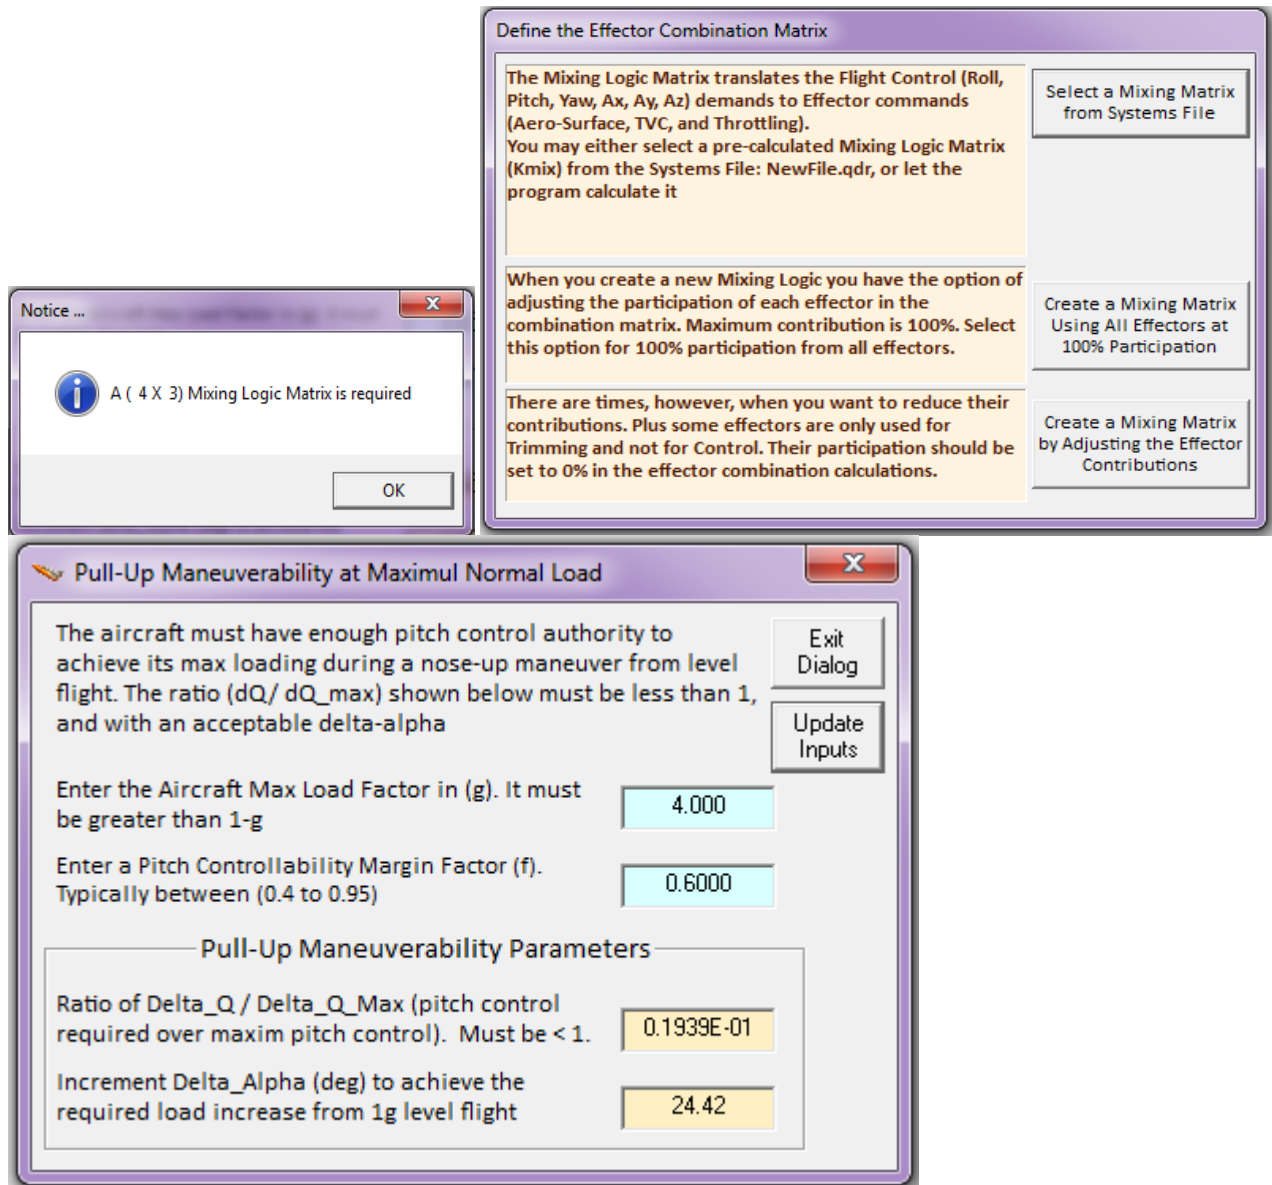 Define the Effector Combination Matrix
The Mixing Logic Matrix translates the Flight Control (Roll,
Pitch, Yaw, Ax, Ay, Az) demands to Effector commands
(Aero-Surface, TVC, and Throttling).
You may either select a pre-calculated Mixing Logic Matrix
(Kmix) from the Systems File: NewFile.qdr, or let the
program calculate it
Select a Mixing Matrix
from Systems File
When you create a new Mixing Logic you have the option of
adjusting the participation of each effector in the
combination matrix. Maximum contribution is 100%. Select
this option for 100% participation from all effectors.
Create a Mixing Matrix
Using All Effectors at
100% Participation
There are times, however, when you want to reduce their
contributions. Plus some effectors are only used for
Trimming and not for Control. Their participation should be
set to 0% in the effector combination calculations.
Create a Mixing Matrix
by Adjusting the Effector
Contributions
Notice ...
A ( 4 X 3) Mixing Logic Matrix is required
OK
Pull-Up Maneuverability at Maximul Normal Load
The aircraft must have enough pitch control authority to
achieve its max loading during a nose-up maneuver from level
flight. The ratio (dQ/ dQ_max) shown below must be less than 1,
and with an acceptable delta-alpha
Exit
Dialog
Update
Inputs
Enter the Aircraft Max Load Factor in (g). It must
be greater than 1-g
4.000
Enter a Pitch Controllability Margin Factor (f).
Typically between (0.4 to 0.95)
0.6000
Pull-Up Maneuverability Parameters
Ratio of Delta_Q / Delta_Q_Max (pitch control
required over maxim pitch control). Must be < 1.
0.1939E-01
Increment Delta_Alpha (deg) to achieve the
required load increase from 1g level flight
24.42